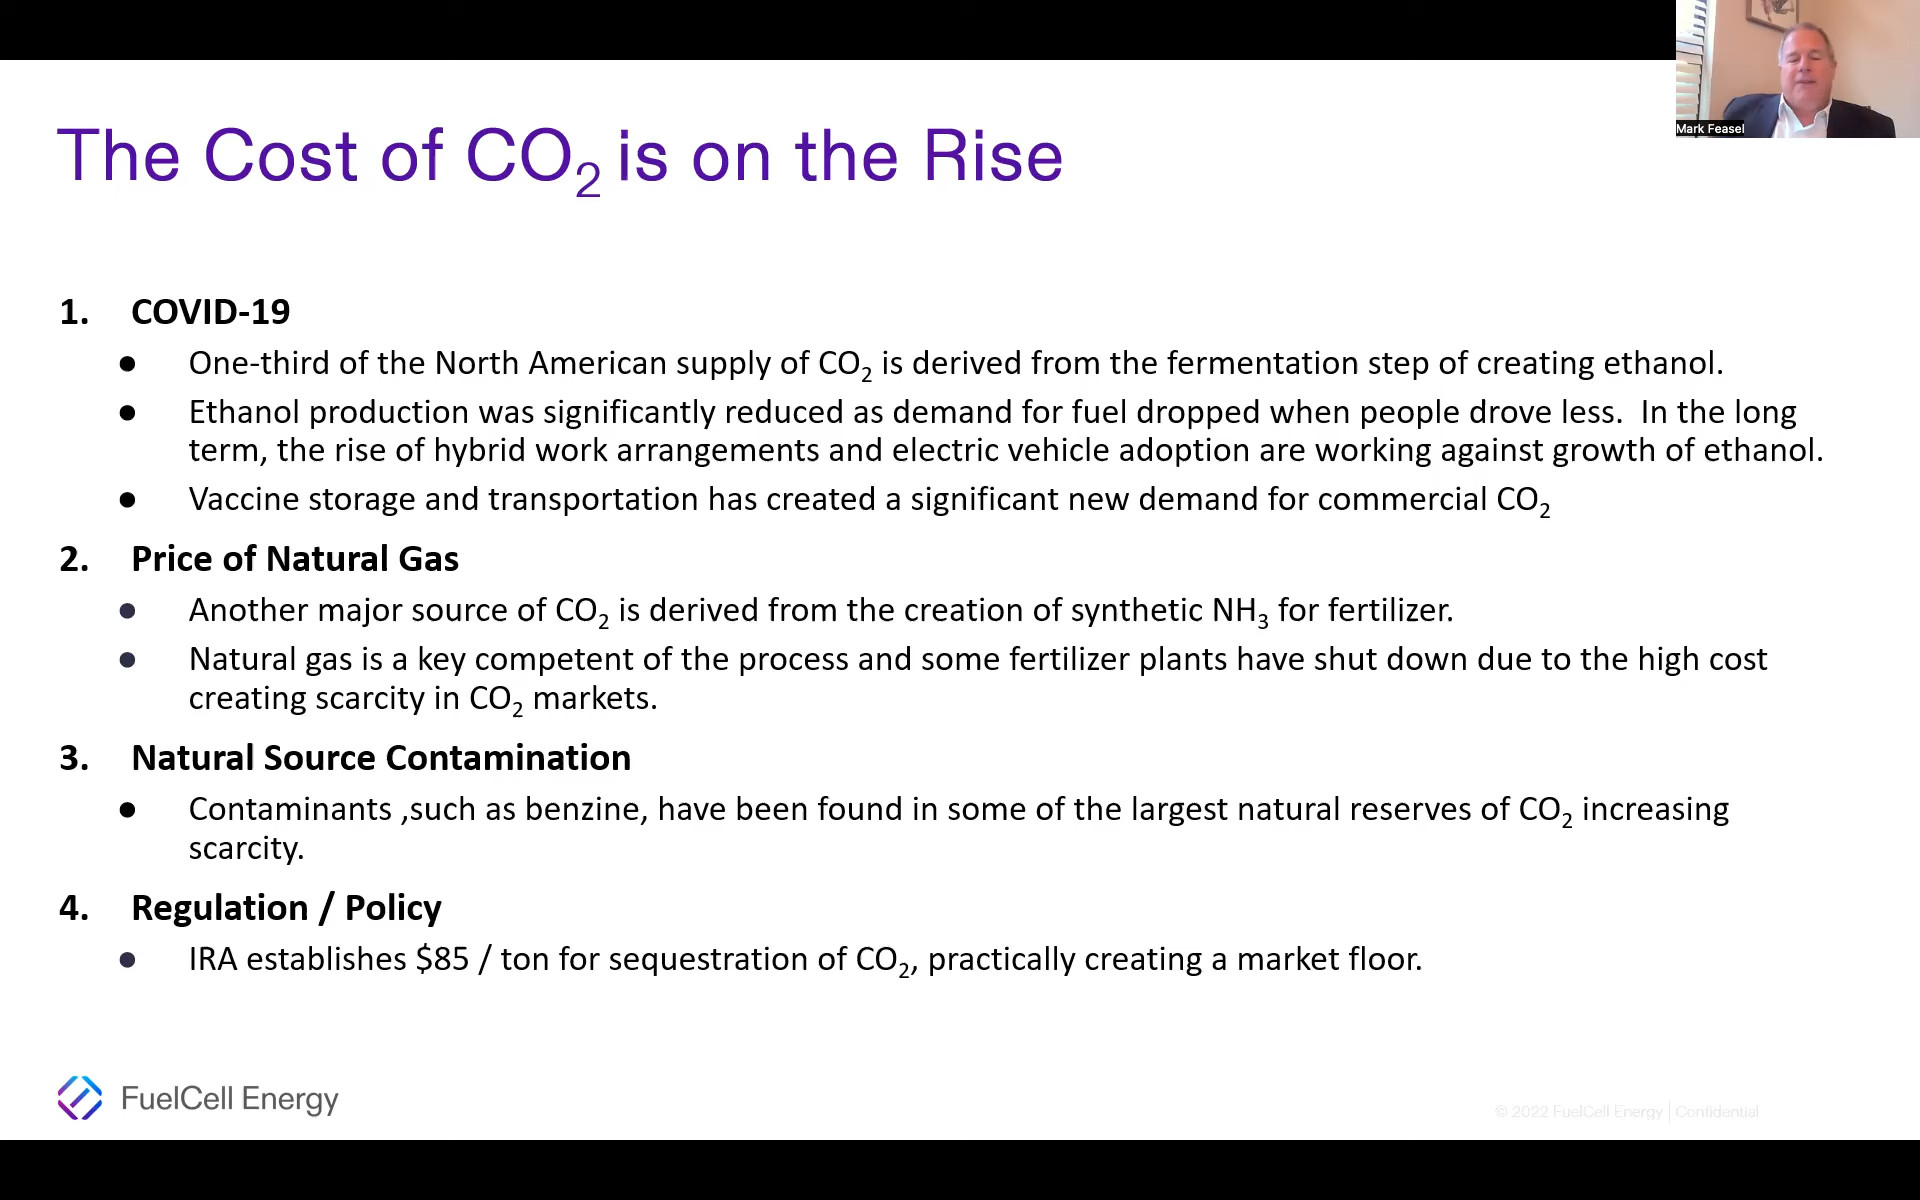 Mark Feasel
The Cost of CO₂ is on the Rise
1. COVID-19
● One-third of the North American supply of CO₂ is derived from the fermentation step of creating ethanol.
● Ethanol production was significantly reduced as demand for fuel dropped when people drove less.  In the long
term, the rise of hybrid work arrangements and electric vehicle adoption are working against growth of ethanol.
● Vaccine storage and transportation has created a significant new demand for commercial CO₂
2. Price of Natural Gas
● Another major source of CO₂ is derived from the creation of synthetic NH₃ for fertilizer.
● Natural gas is a key competent of the process and some fertilizer plants have shut down due to the high cost
creating scarcity in CO₂ markets.
3. Natural Source Contamination
● Contaminants ,such as benzine, have been found in some of the largest natural reserves of CO₂ increasing
scarcity.
4. Regulation / Policy
● IRA establishes $85 / ton for sequestration of CO₂, practically creating a market floor.
FuelCell Energy
© 2022 FuelCell Energy | Confidential